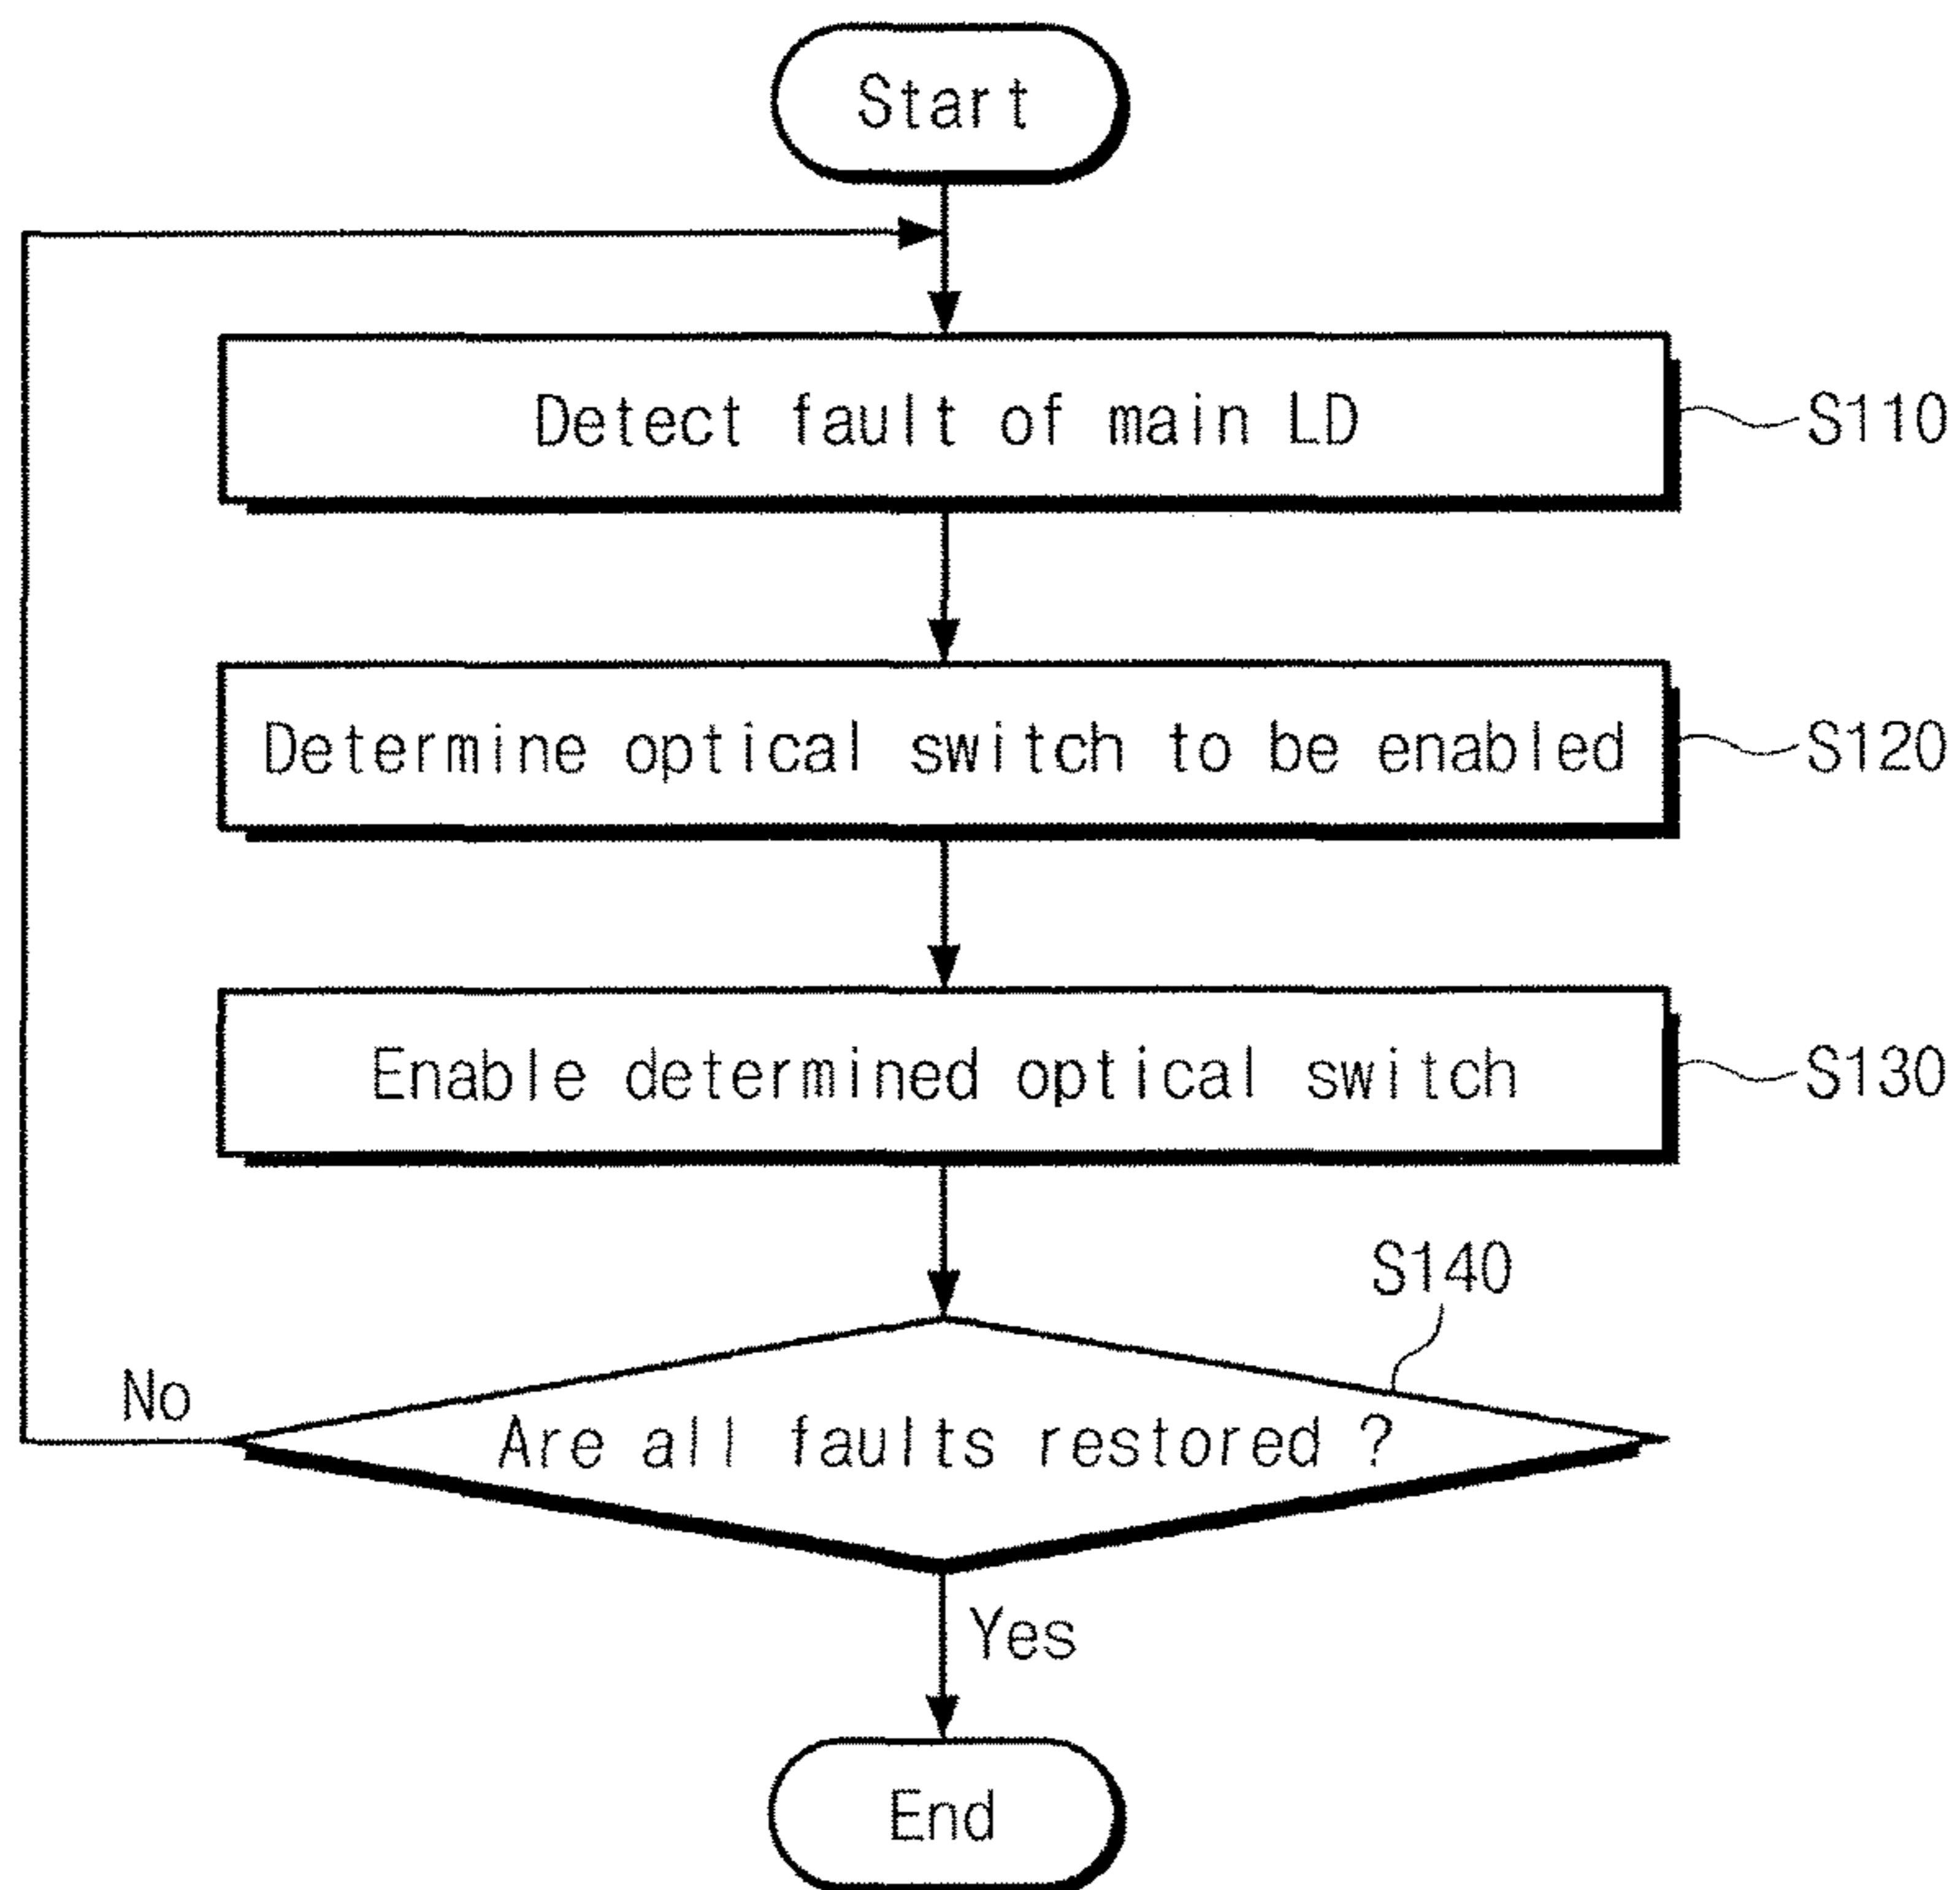 Start
Detect fault of main LD
S110
Determine optical switch to be enabled
S120
Enable determined optical switch
S130
S140
No
Are all faults restored ?
Yes
End